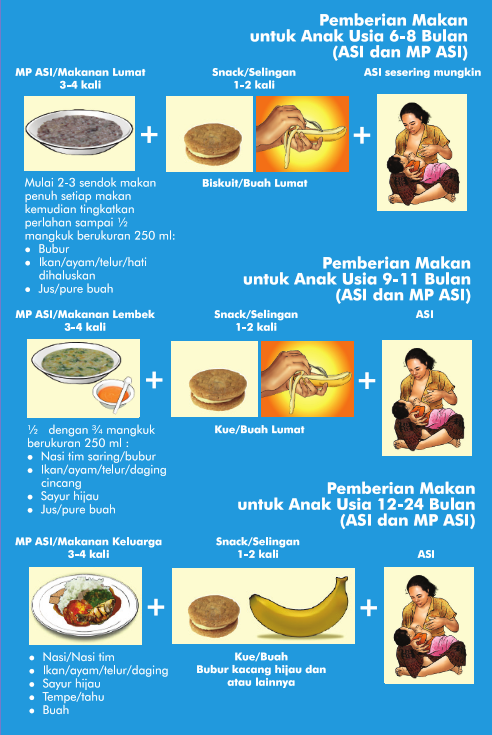 Pemberian Makan
untuk Anak Usia 6-8 Bulan
(ASI dan MP ASI)
MP ASI/Makanan Lumat
3-4 kali
Snack/Selingan
1-2 kali
ASI sesering mungkin
+
+
Mulai 2-3 sendok makan
penuh setiap makan
kemudian tingkatkan
perlahan sampai ½
mangkuk berukuran 250 ml:
• Bubur
• Ikan/ayam/telur/hati
dihaluskan
• Jus/pure buah
Biskuit/Buah Lumat
Pemberian Makan
untuk Anak Usia 9-11 Bulan
(ASI dan MP ASI)
MP ASI/Makanan Lembek
3-4 kali
Snack/Selingan
1-2 kali
ASI
+
+
½ dengan ¾ mangkuk
berukuran 250 ml :
• Nasi tim saring/bubur
• Ikan/ayam/telur/daging
cincang
• Sayur hijau
• Jus/pure buah
Kue/Buah Lumat
Pemberian Makan
untuk Anak Usia 12-24 Bulan
(ASI dan MP ASI)
MP ASI/Makanan Keluarga
3-4 kali
Snack/Selingan
1-2 kali
ASI
+
+
• Nasi/Nasi tim
• Ikan/ayam/telur/daging
• Sayur hijau
• Tempe/tahu
• Buah
Kue/Buah
Bubur kacang hijau dan
atau lainnya